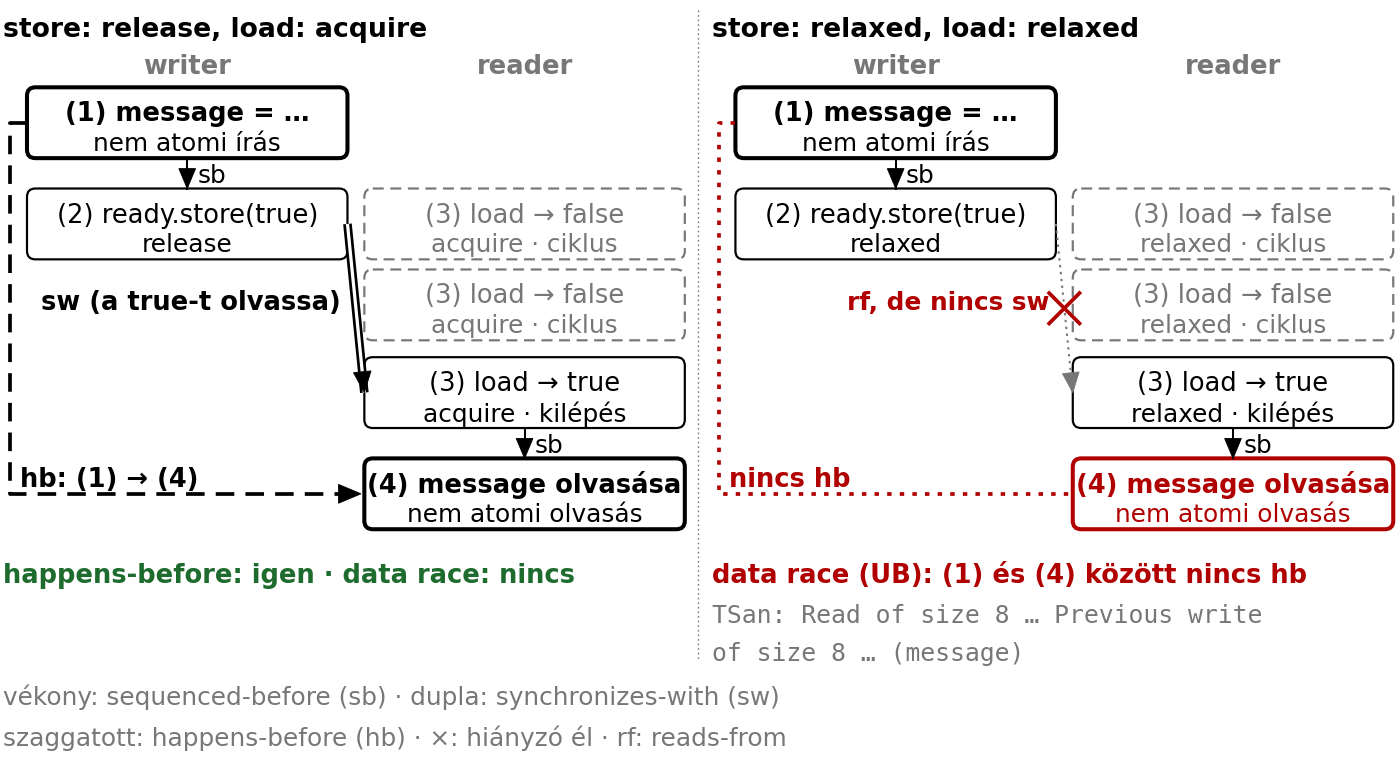 store: release, load: acquire
writer
reader
(1) message = …
nem atomi írás
sb
(2) ready.store(true)
release
(3) load → false
acquire · ciklus
(3) load → false
acquire · ciklus
sw (a true-t olvassa)
(3) load → true
acquire · kilépés
sb
hb: (1) → (4)
(4) message olvasása
nem atomi olvasás
happens-before: igen · data race: nincs
store: relaxed, load: relaxed
writer
reader
(1) message = …
nem atomi írás
sb
(2) ready.store(true)
relaxed
(3) load → false
relaxed · ciklus
(3) load → false
relaxed · ciklus
rf, de nincs sw
(3) load → true
relaxed · kilépés
sb
nincs hb
(4) message olvasása
nem atomi olvasás
data race (UB): (1) és (4) között nincs hb
TSan: Read of size 8 … Previous write
of size 8 … (message)
vékony: sequenced-before (sb) · dupla: synchronizes-with (sw)
szaggatott: happens-before (hb) · ×: hiányzó él · rf: reads-from